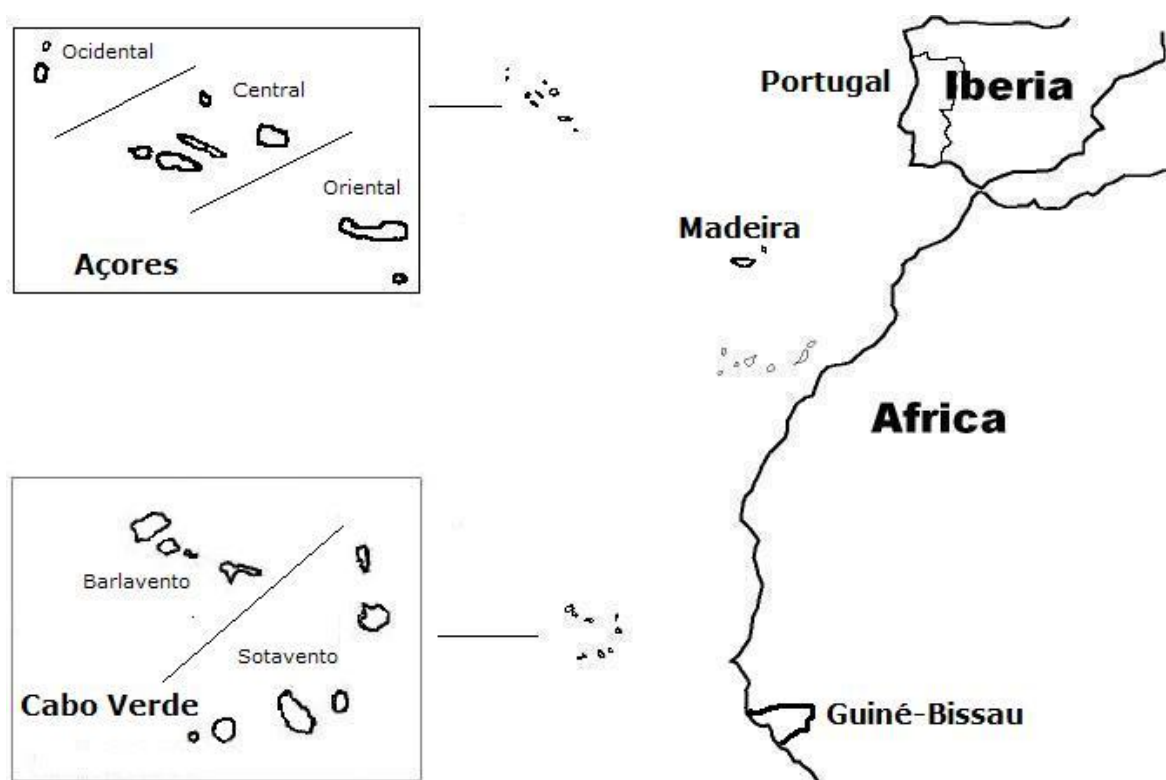 Ocidental
Central
Oriental
Açores
Portugal
Iberia
Madeira
Africa
Barlavento
Sotavento
Cabo Verde
Guiné-Bissau